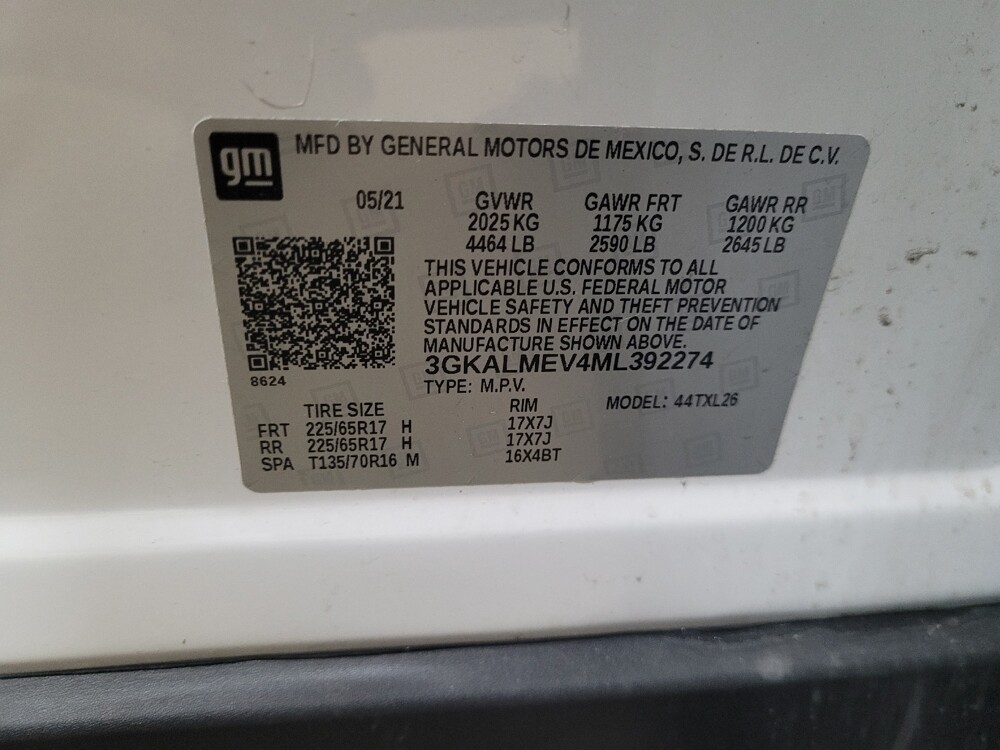 gm MFD BY GENERAL MOTORS DE MEXICO, S. DE R.L. DE C.V.
05/21 GVWR GAWR FRT GAWR RR
2025 KG 1175 KG 1200 KG
4464 LB 2590 LB 2645 LB
THIS VEHICLE CONFORMS TO ALL
APPLICABLE U.S. FEDERAL MOTOR
VEHICLE SAFETY AND THEFT PREVENTION
STANDARDS IN EFFECT ON THE DATE OF
MANUFACTURE SHOWN ABOVE.
3GKALMEV4ML392274
8624
TYPE: M.P.V.
TIRE SIZE RIM MODEL: 44TXL26
FRT 225/65R17 H 17X7J
RR 225/65R17 H 17X7J
SPA T135/70R16 M 16X4BT